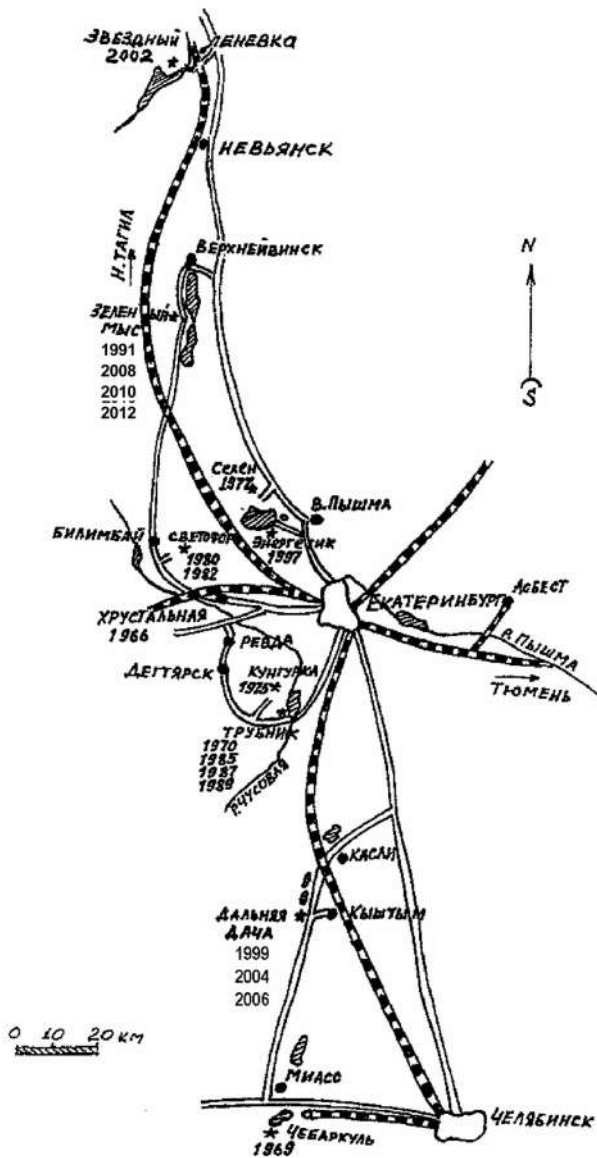 ЗВЕЗДНЫЙ
2002
ЛЕНЕВКА
НЕВЬЯНСК
Н. ТАГИЛ
ВЕРХНЕЙВИНСК
N
ЗЕЛЕНЫЙ
МЫС
1991
2008
2010
2012
S
СЕЛЕН
1977
В. ПЫШМА
БИЛИМБАЙ
СВЕТОФОР
1980
1982
ЭНЕРГЕТИК
1997
ХРУСТАЛЬНАЯ
1966
ЕКАТЕРИНБУРГ
АСБЕСТ
В. ПЫШМА
ТЮМЕНЬ
РЕВДА
ДЕГТЯРСК
КУНГУРКА
1925
ТРУБНИК
1970
1985
1987
1989
Р. ЧУСОВАЯ
КАСЛИ
ДАЛЬНЯЯ
ДАЧА
1999
2004
2006
КЫШТЫМ
0 10 20 КМ
МИАСС
ЧЕБАРКУЛЬ
1969
ЧЕЛЯБИНСК